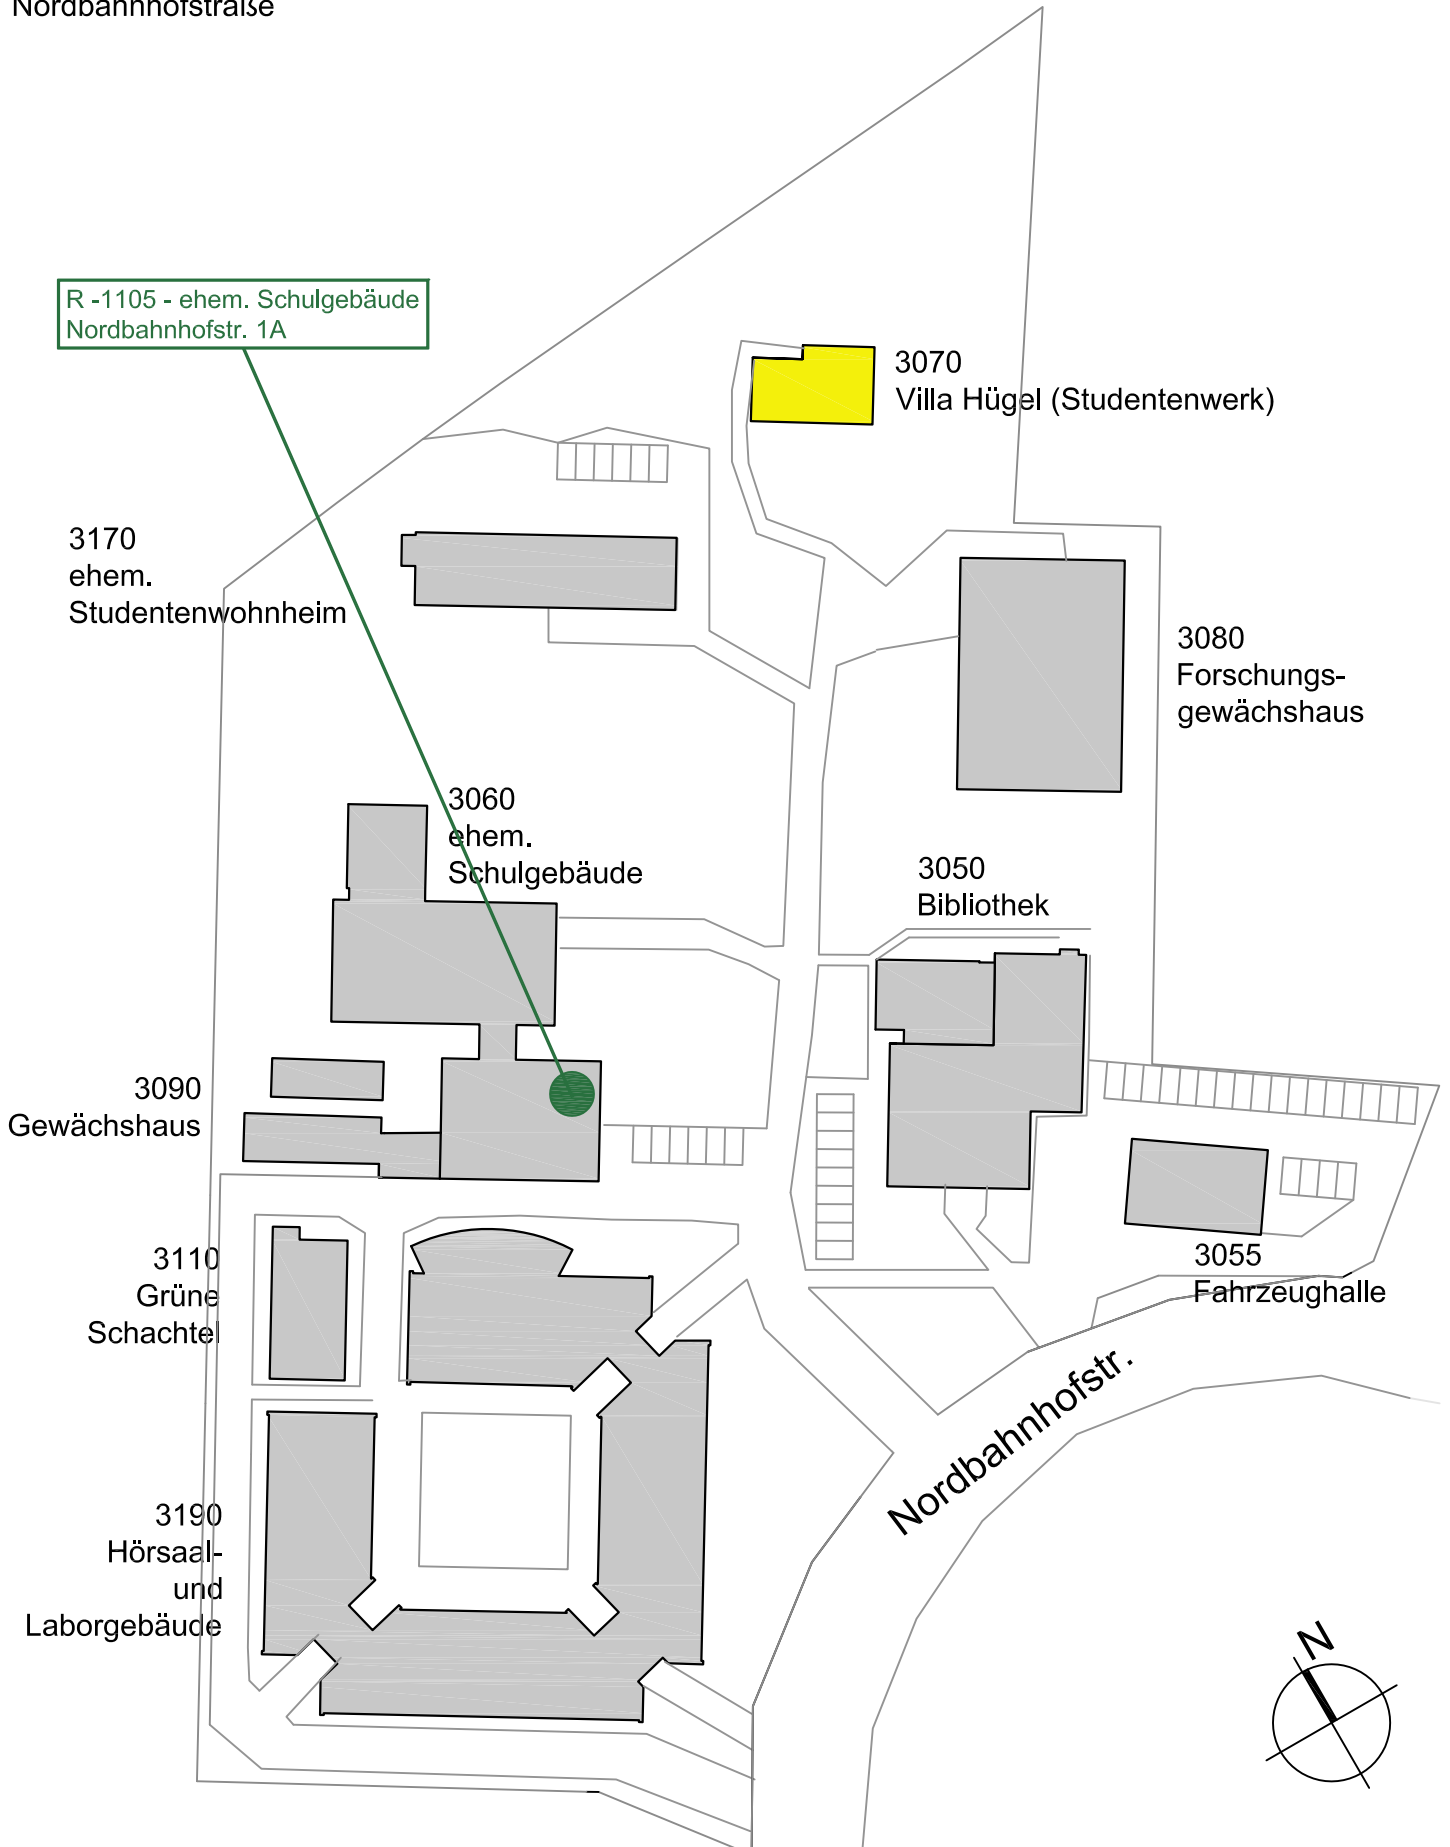 Nordbahnhofstraße
R -1105 - ehem. Schulgebäude
Nordbahnhofstr. 1A
3070
Villa Hügel (Studentenwerk)
3170
ehem.
Studentenwohnheim
3080
Forschungs-
gewächshaus
3060
ehem.
Schulgebäude
3050
Bibliothek
3090
Gewächshaus
3110
Grüne
Schachtel
3055
Fahrzeughalle
Nordbahnhofstr.
3190
Hörsaal-
und
Laborgebäude
N